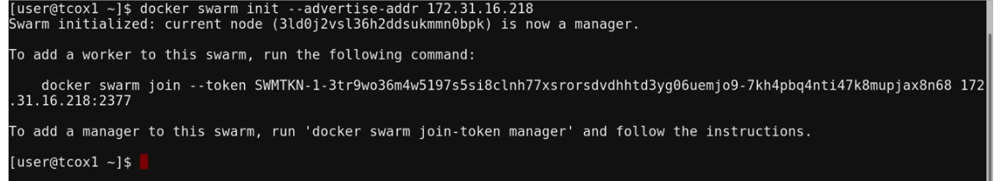 [user@tcox1 ~]$ docker swarm init --advertise-addr 172.31.16.218
Swarm initialized: current node (3ld0j2vsl36h2ddsukmmn0bpk) is now a manager.
To add a worker to this swarm, run the following command:
docker swarm join --token SWMTKN-1-3tr9wo36m4w5197s5si8clnh77xsrorsdvdhhtd3yg06uemjo9-7kh4pbq4nti47k8mupjax8n68 172
.31.16.218:2377
To add a manager to this swarm, run 'docker swarm join-token manager' and follow the instructions.
[user@tcox1 ~]$